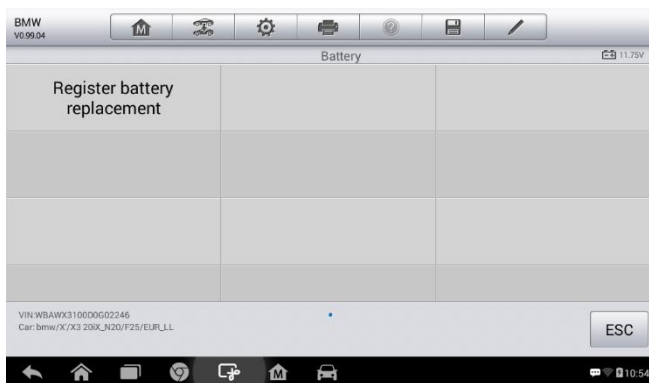 BMW
V0.99.04
M
Battery
11.75V
Register battery
replacement
VIN:WBAWX3100D0G02246
Car: bmw/X/X3 20iX_N20/F25/EUR_LL
ESC
M
10:54